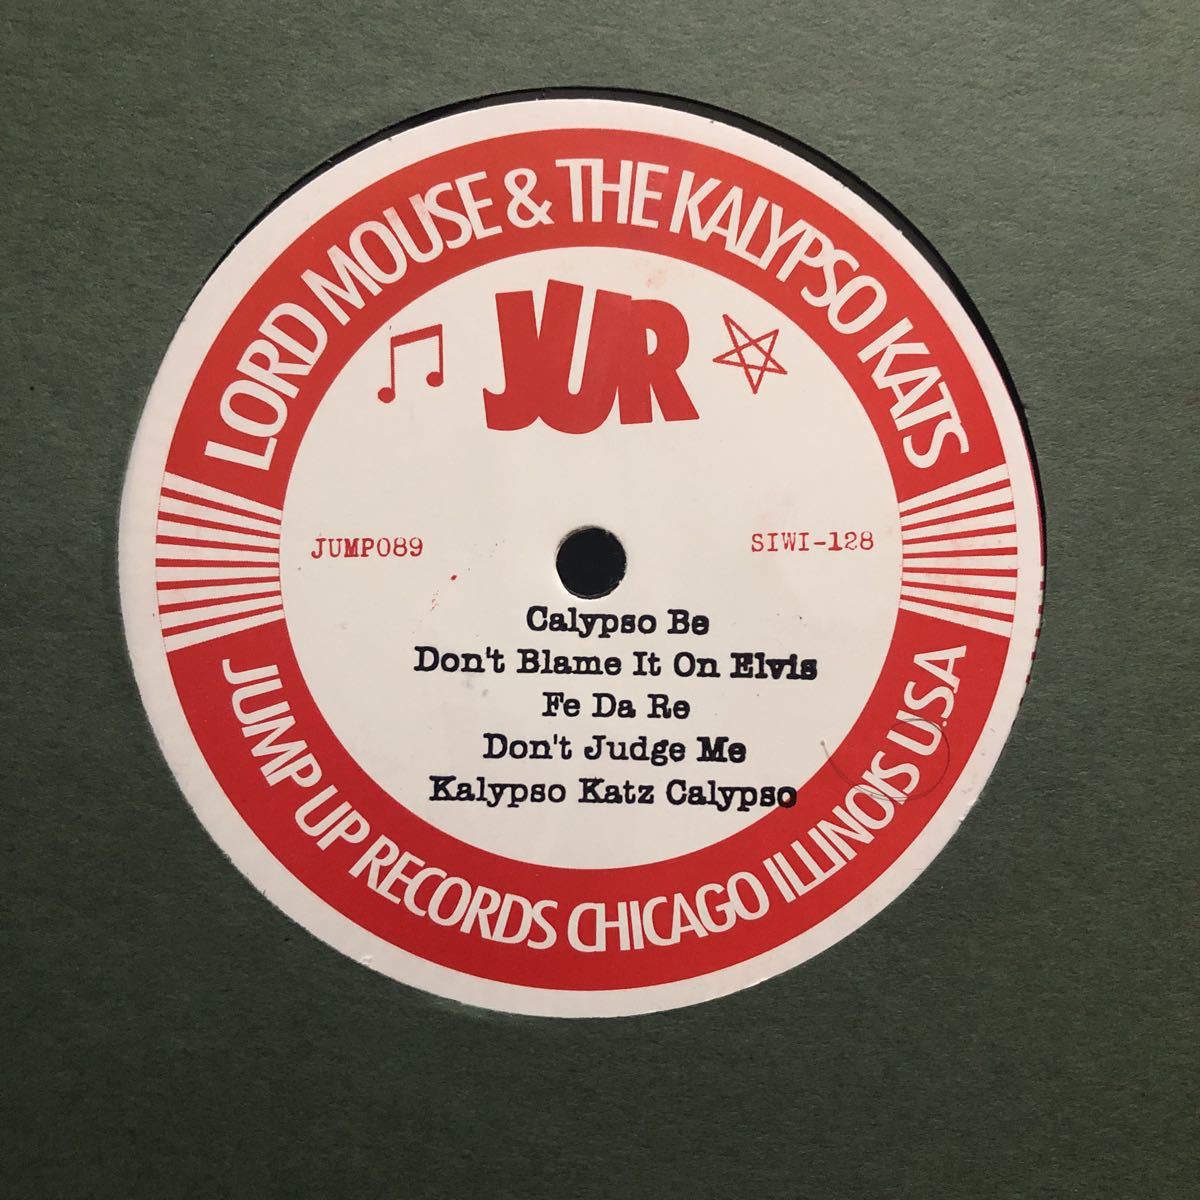 LORD MOUSE & THE KALYPSO KATS
JUR
JUMP089
SIWI-128
Calypso Be
Don't Blame It On Elvis
Fe Da Re
Don't Judge Me
Kalypso Katz Calypso
JUMP UP RECORDS CHICAGO ILLINOIS U.S.A